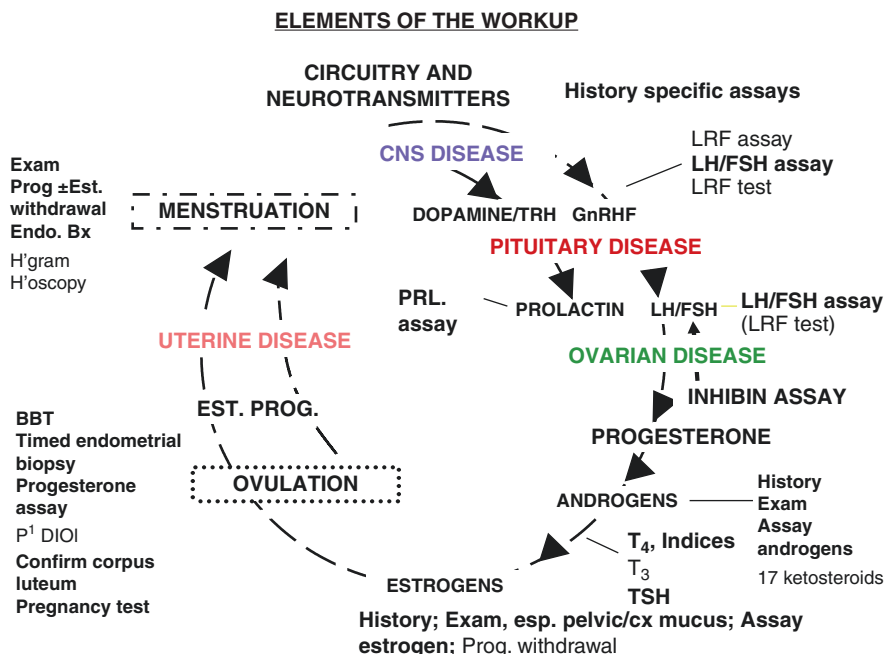 ELEMENTS OF THE WORKUP
CIRCUITRY AND
NEUROTRANSMITTERS
History specific assays
CNS DISEASE
LRF assay
LH/FSH assay
LRF test
Exam
Prog ±Est.
withdrawal
Endo. Bx
H'gram
H'oscopy
MENSTRUATION
DOPAMINE/TRH GnRHF
PITUITARY DISEASE
PRL.
assay
PROLACTIN
LH/FSH
LH/FSH assay
(LRF test)
UTERINE DISEASE
OVARIAN DISEASE
INHIBIN ASSAY
EST. PROG.
PROGESTERONE
BBT
Timed endometrial
biopsy
Progesterone
assay
P¹ DIOl
Confirm corpus
luteum
Pregnancy test
OVULATION
ANDROGENS
History
Exam
Assay
androgens
17 ketosteroids
T₄, Indices
T₃
TSH
ESTROGENS
History; Exam, esp. pelvic/cx mucus; Assay
estrogen; Prog. withdrawal